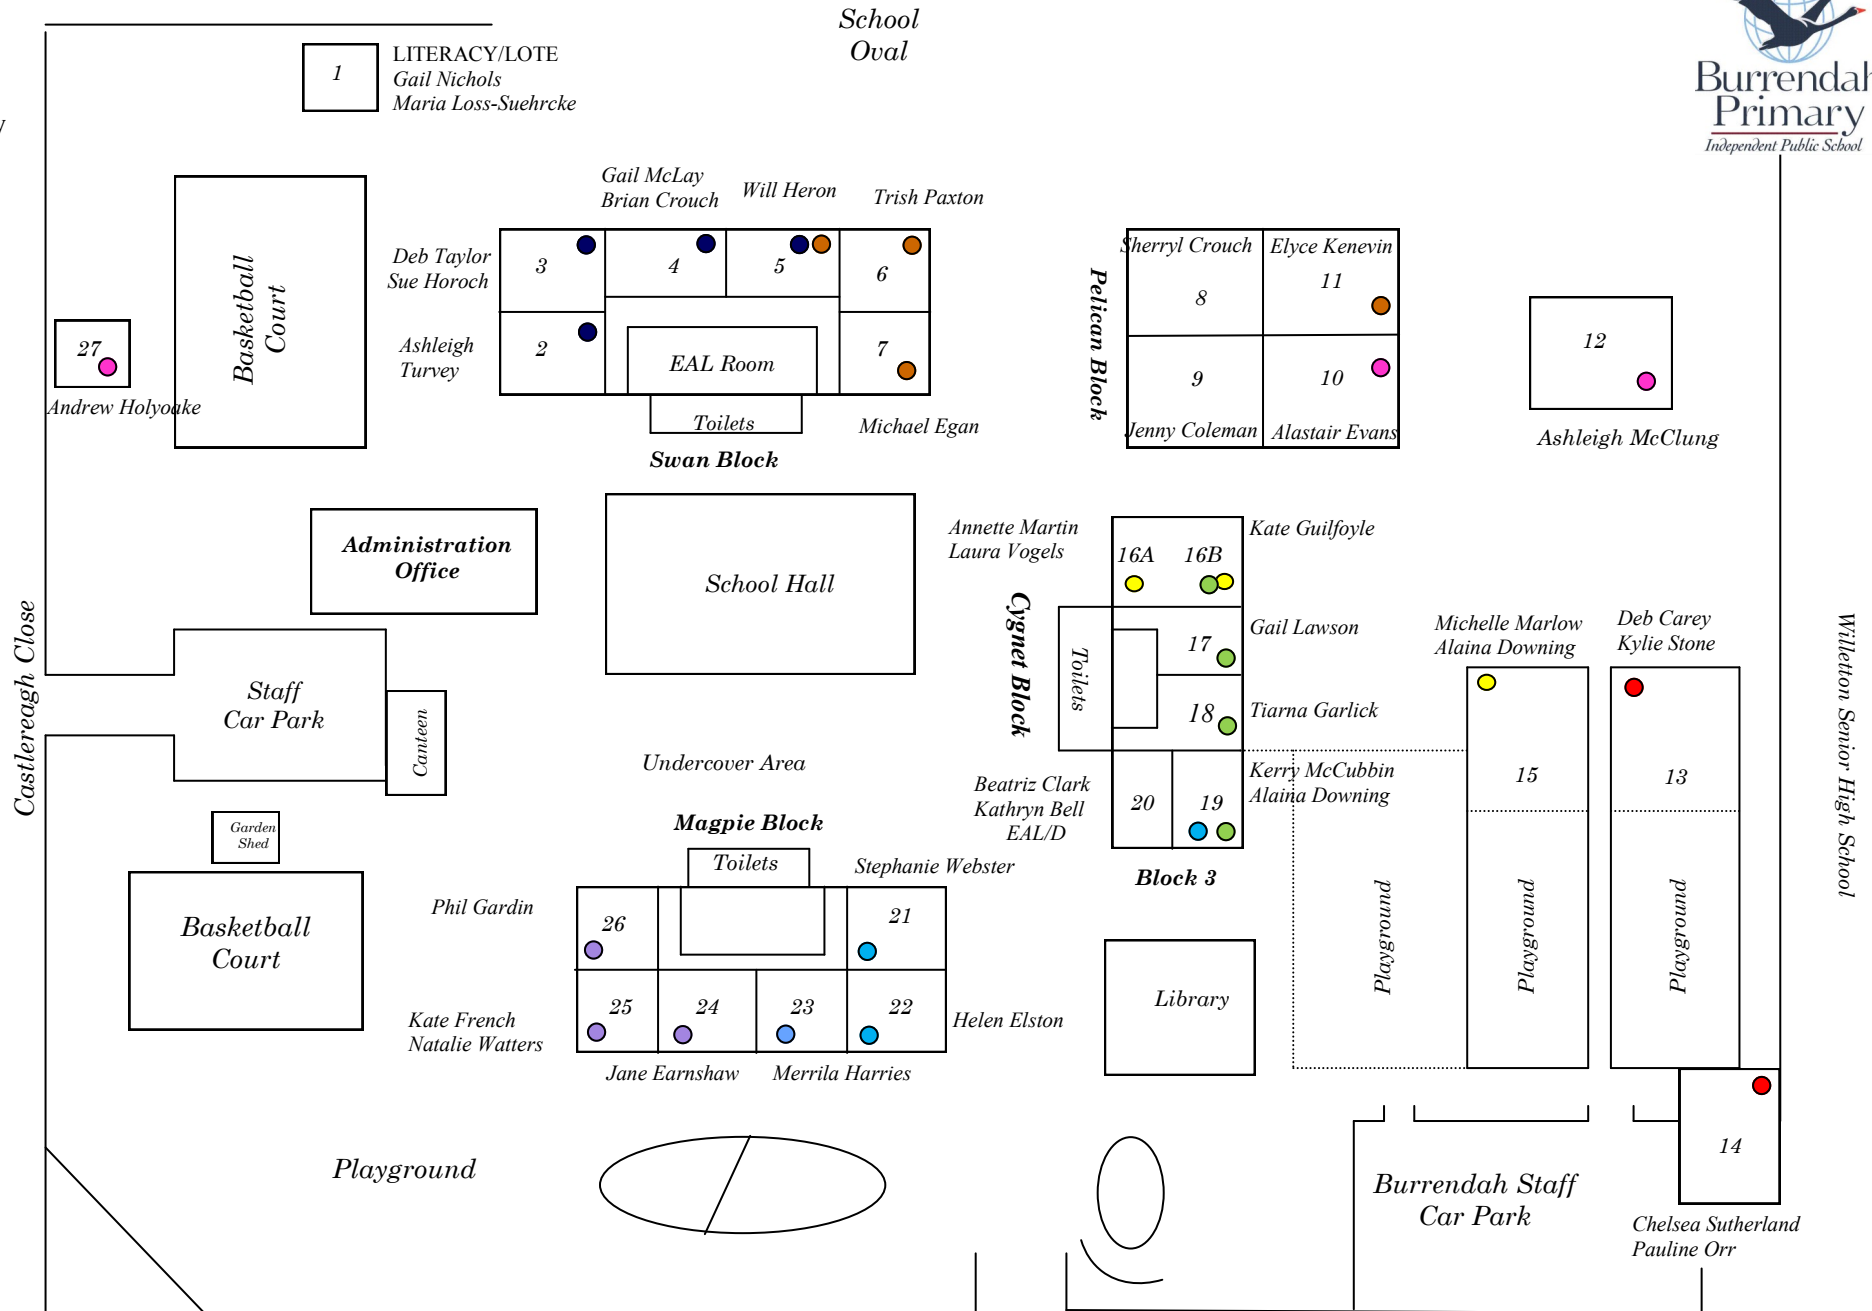 School
Oval
Burrendah
Primary
Independent Public School
1
LITERACY/LOTE
Gail Nichols
Maria Loss-Suehrcke
y
Basketball
Court
27
Andrew Holyoake
Gail McLay
Brian Crouch
Will Heron
Trish Paxton
Deb Taylor
Sue Horoch
3
4
5
6
Ashleigh
Turvey
2
EAL Room
7
Toilets
Michael Egan
Swan Block
Pelican Block
Sherryl Crouch
Elyce Kenevin
8
11
9
10
Jenny Coleman
Alastair Evans
12
Ashleigh McClung
Administration
Office
School Hall
Annette Martin
Laura Vogels
16A
16B
Kate Guilfoyle
Cygnet Block
Toilets
17
Gail Lawson
18
Tiarna Garlick
Beatriz Clark
Kathryn Bell
EAL/D
20
19
Kerry McCubbin
Alaina Downing
Block 3
Michelle Marlow
Alaina Downing
Deb Carey
Kylie Stone
15
13
Playground
Playground
Playground
Willetton Senior High School
Castlereagh Close
Staff
Car Park
Canteen
Undercover Area
Garden
Shed
Basketball
Court
Magpie Block
Toilets
Stephanie Webster
Phil Gardin
26
21
Kate French
Natalie Watters
25
24
23
22
Helen Elston
Jane Earnshaw
Merrila Harries
Library
Playground
Burrendah Staff
Car Park
14
Chelsea Sutherland
Pauline Orr